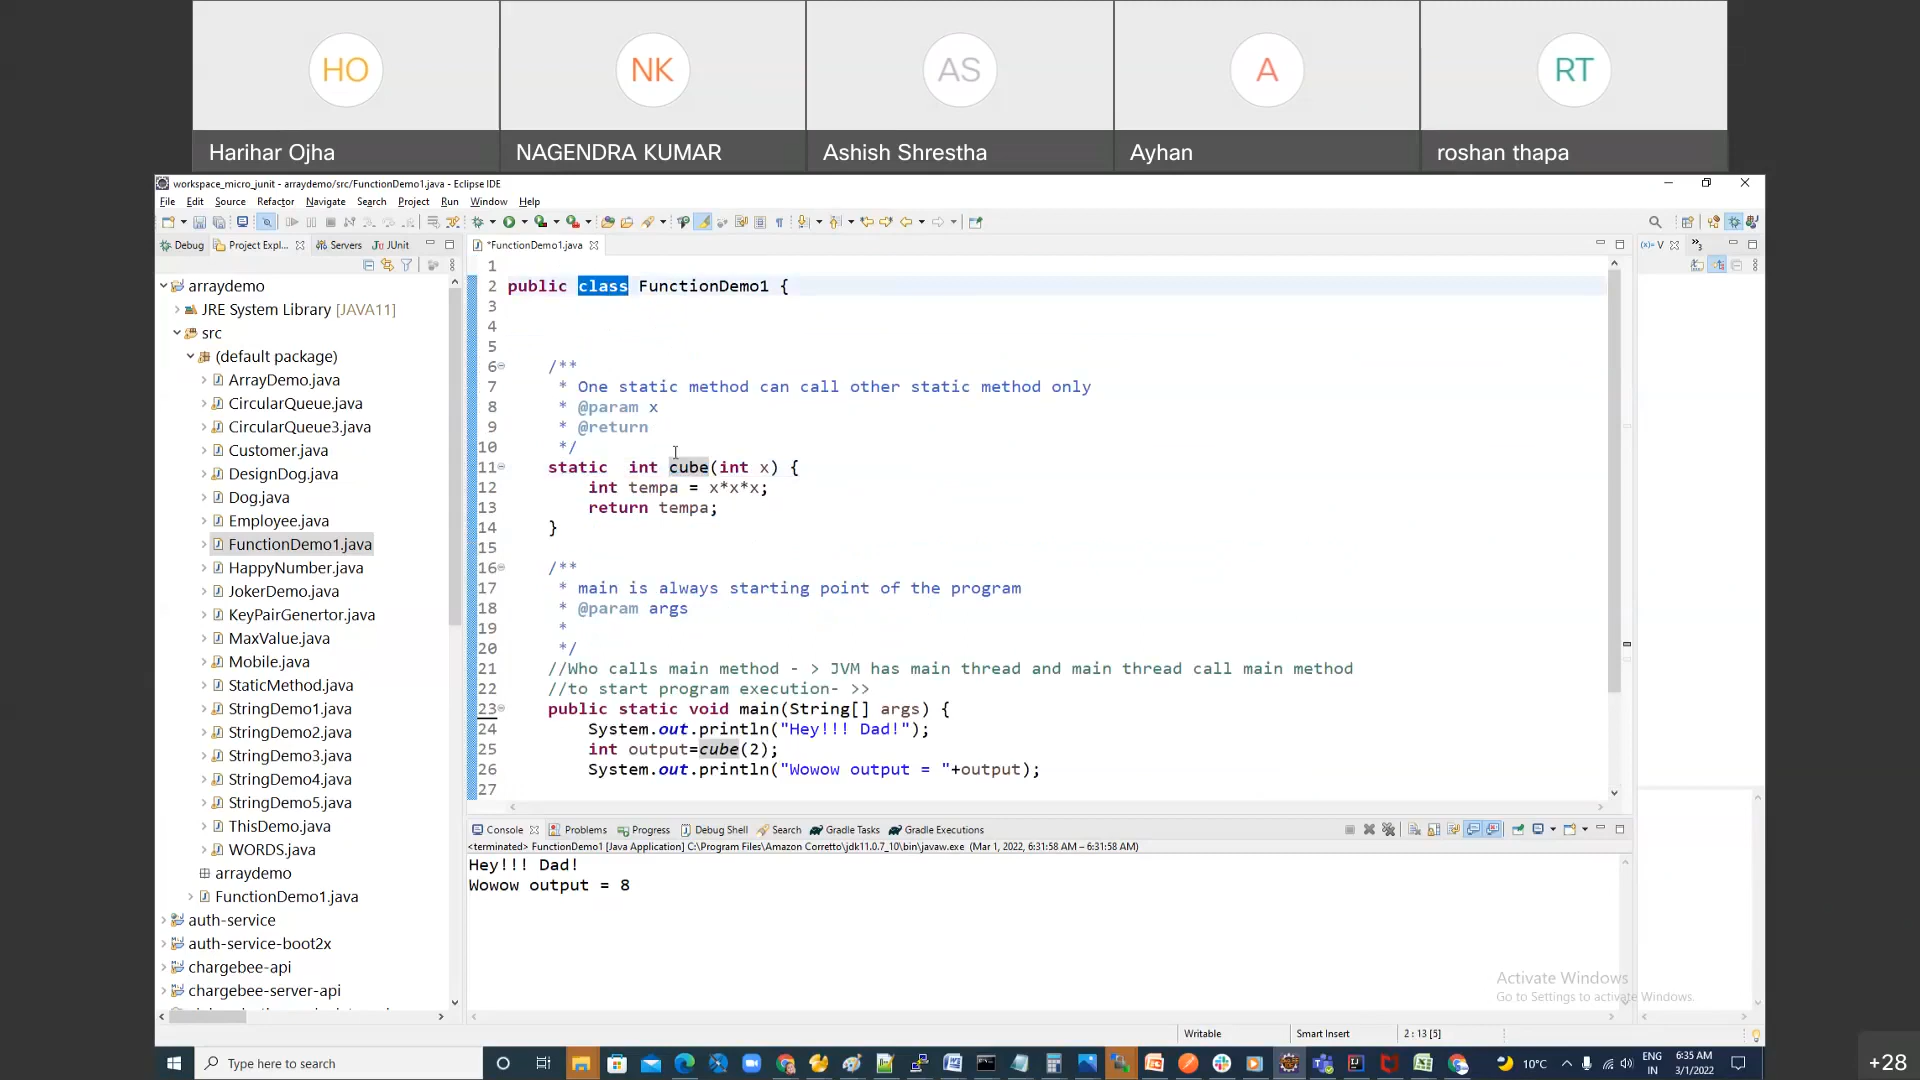 HO
NK
AS
A
RT
Harihar Ojha
NAGENDRA KUMAR
Ashish Shrestha
Ayhan
roshan thapa
workspace_micro_junit - arraydemo/src/FunctionDemo1.java - Eclipse IDE
File Edit Source Refactor Navigate Search Project Run Window Help
Debug Project Expl... Servers JUnit
*FunctionDemo1.java
(x)= V
arraydemo
JRE System Library [JAVA11]
src
(default package)
ArrayDemo.java
CircularQueue.java
CircularQueue3.java
Customer.java
DesignDog.java
Dog.java
Employee.java
FunctionDemo1.java
HappyNumber.java
JokerDemo.java
KeyPairGenertor.java
MaxValue.java
Mobile.java
StaticMethod.java
StringDemo1.java
StringDemo2.java
StringDemo3.java
StringDemo4.java
StringDemo5.java
ThisDemo.java
WORDS.java
arraydemo
FunctionDemo1.java
auth-service
auth-service-boot2x
chargebee-api
chargebee-server-api
1
2 public class FunctionDemo1 {
3
4
5
6 /**
7 * One static method can call other static method only
8 * @param x
9 * @return
10 */
11 static  int cube(int x) {
12 int tempa = x*x*x;
13 return tempa;
14 }
15
16 /**
17 * main is always starting point of the program
18 * @param args
19 *
20 */
21 //Who calls main method - > JVM has main thread and main thread call main method
22 //to start program execution- >>
23 public static void main(String[] args) {
24 System.out.println("Hey!!! Dad!");
25 int output=cube(2);
26 System.out.println("Wowow output = "+output);
27
Console Problems Progress Debug Shell Search Gradle Tasks Gradle Executions
<terminated> FunctionDemo1 [Java Application] C:\Program Files\Amazon Corretto\jdk11.0.7_10\bin\javaw.exe (Mar 1, 2022, 6:31:58 AM – 6:31:58 AM)
Hey!!! Dad!
Wowow output = 8
Activate Windows
Go to Settings to activate Windows.
Writable Smart Insert 2 : 13 [5]
Type here to search
10°C
ENG
IN
6:35 AM
3/1/2022
+28